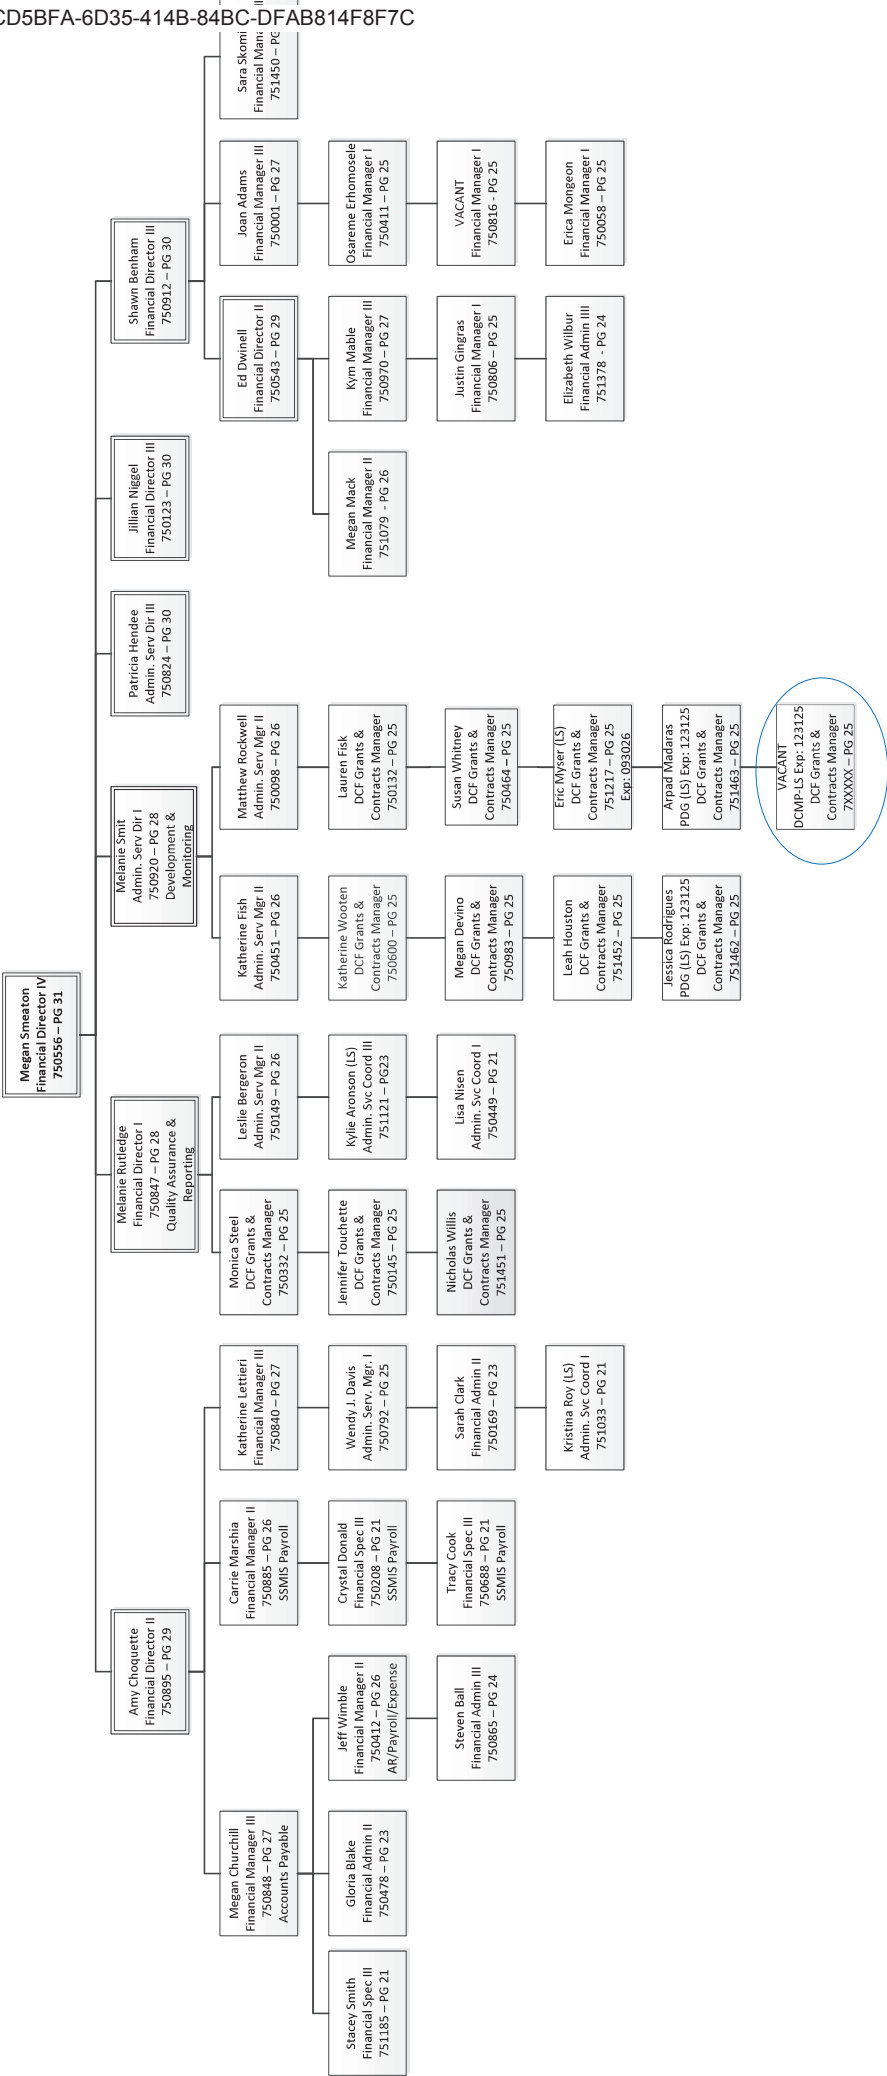 CD5BFA-6D35-414B-84BC-DFAB814F8F7C
Megan Smeaton
Financial Director IV
750556 – PG 31
Amy Choquette
Financial Director II
750895 – PG 29
Melanie Rutledge
Financial Director I
750847 – PG 28
Quality Assurance &
Reporting
Melanie Smit
Admin. Serv Dir I
750920 – PG 28
Development &
Monitoring
Patricia Hendee
Admin. Serv Dir III
750824 – PG 30
Jillian Niggel
Financial Director III
750123 – PG 30
Shawn Benham
Financial Director III
750912 – PG 30
Megan Churchill
Financial Manager III
750848 – PG 27
Accounts Payable
Carrie Marshia
Financial Manager II
750885 – PG 26
SSMIS Payroll
Katherine Lettieri
Financial Manager III
750840 – PG 27
Monica Steel
DCF Grants &
Contracts Manager
750332 – PG 25
Leslie Bergeron
Admin. Serv Mgr II
750149 – PG 26
Katherine Fish
Admin. Serv Mgr II
750451 – PG 26
Matthew Rockwell
Admin. Serv Mgr II
750098 – PG 26
Ed Dwinell
Financial Director II
750543 – PG 29
Joan Adams
Financial Manager III
750001 – PG 27
Sara Skomi
Financial Mana
751450 – PG
Stacey Smith
Financial Spec III
751185 – PG 21
Gloria Blake
Financial Admin II
750478 – PG 23
Jeff Wimble
Financial Manager II
750412 – PG 26
AR/Payroll/Expense
Crystal Donald
Financial Spec III
750208 – PG 21
SSMIS Payroll
Wendy J. Davis
Admin. Serv. Mgr. I
750792 – PG 25
Jennifer Touchette
DCF Grants &
Contracts Manager
750145 – PG 25
Kylie Aronson (LS)
Admin. Svc Coord III
751121 – PG23
Katherine Wooten
DCF Grants &
Contracts Manager
750600 – PG 25
Lauren Fisk
DCF Grants &
Contracts Manager
750132 – PG 25
Megan Mack
Financial Manager II
751079 - PG 26
Kym Mable
Financial Manager III
750970 – PG 27
Osareme Erhomosele
Financial Manager I
750411 – PG 25
Steven Ball
Financial Admin III
750865 – PG 24
Tracy Cook
Financial Spec III
750688 – PG 21
SSMIS Payroll
Sarah Clark
Financial Admin II
750169 – PG 23
Nicholas Willis
DCF Grants &
Contracts Manager
751451 – PG 25
Lisa Nisen
Admin. Svc Coord I
750449 – PG 21
Megan Devino
DCF Grants &
Contracts Manager
750983 – PG 25
Susan Whitney
DCF Grants &
Contracts Manager
750464 – PG 25
Justin Gingras
Financial Manager I
750806 – PG 25
VACANT
Financial Manager I
750816 - PG 25
Kristina Roy (LS)
Admin. Svc Coord I
751033 – PG 21
Leah Houston
DCF Grants &
Contracts Manager
751452 – PG 25
Eric Myser (LS)
DCF Grants &
Contracts Manager
751217 – PG 25
Exp: 093026
Elizabeth Wilbur
Financial Admin IIII
751378 - PG 24
Erica Mongeon
Financial Manager I
750058 – PG 25
Jessica Rodrigues
PDG (LS) Exp: 123125
DCF Grants &
Contracts Manager
751462 – PG 25
Arpad Madaras
PDG (LS) Exp: 123125
DCF Grants &
Contracts Manager
751463 – PG 25
VACANT
DCMP-LS Exp: 123125
DCF Grants &
Contracts Manager
7XXXXX – PG 25